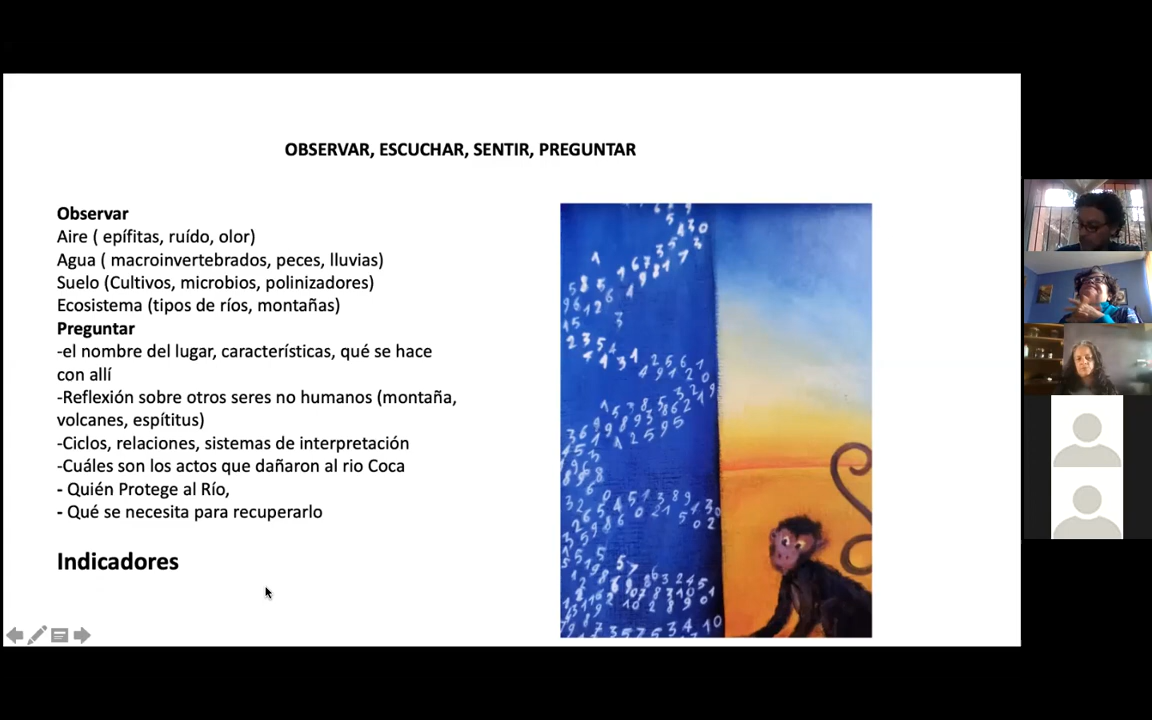 OBSERVAR, ESCUCHAR, SENTIR, PREGUNTAR
Observar
Aire ( epífitas, ruído, olor)
Agua ( macroinvertebrados, peces, lluvias)
Suelo (Cultivos, microbios, polinizadores)
Ecosistema (tipos de ríos, montañas)
Preguntar
-el nombre del lugar, características, qué se hace
con allí
-Reflexión sobre otros seres no humanos (montaña,
volcanes, espítitus)
-Ciclos, relaciones, sistemas de interpretación
-Cuáles son los actos que dañaron al rio Coca
- Quién Protege al Río,
- Qué se necesita para recuperarlo
Indicadores